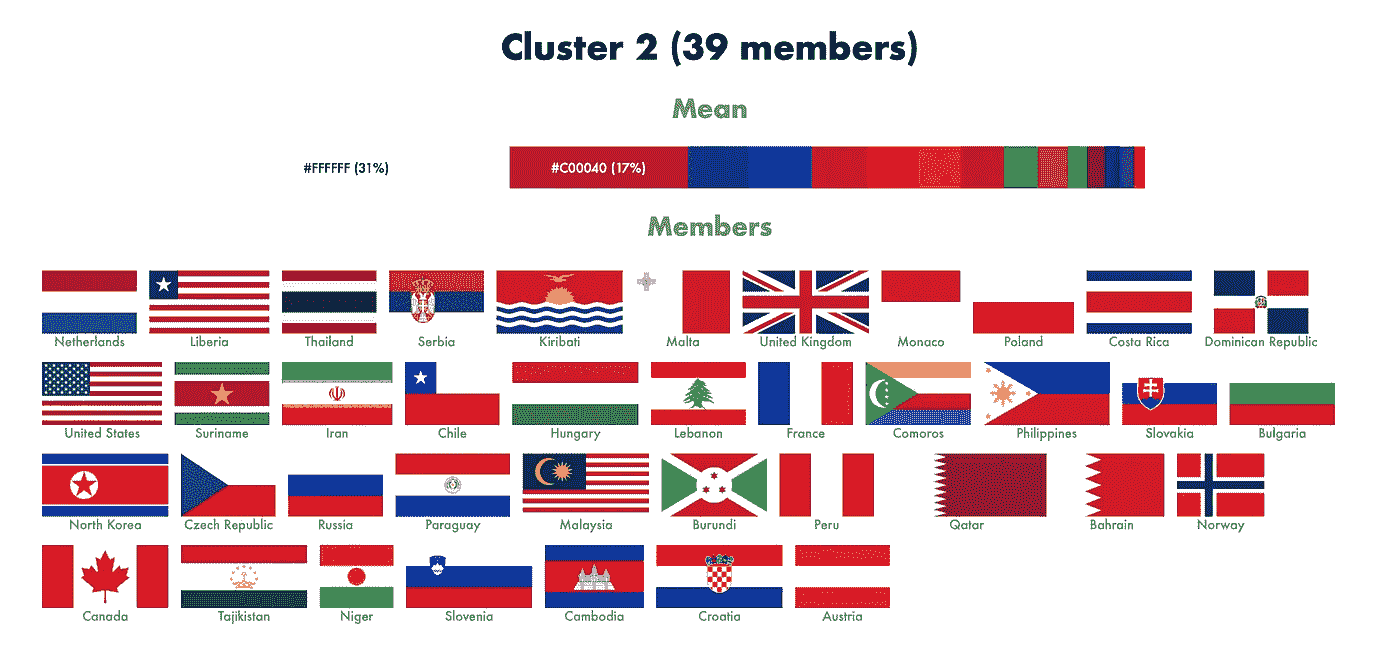 Cluster 2 (39 members)
Mean
#FFFFFF (31%) #C00040 (17%)
Members
Netherlands Liberia Thailand Serbia Kiribati Malta United Kingdom Monaco Poland Costa Rica Dominican Republic
United States Suriname Iran Chile Hungary Lebanon France Comoros Philippines Slovakia Bulgaria
North Korea Czech Republic Russia Paraguay Malaysia Burundi Peru Qatar Bahrain Norway
Canada Tajikistan Niger Slovenia Cambodia Croatia Austria